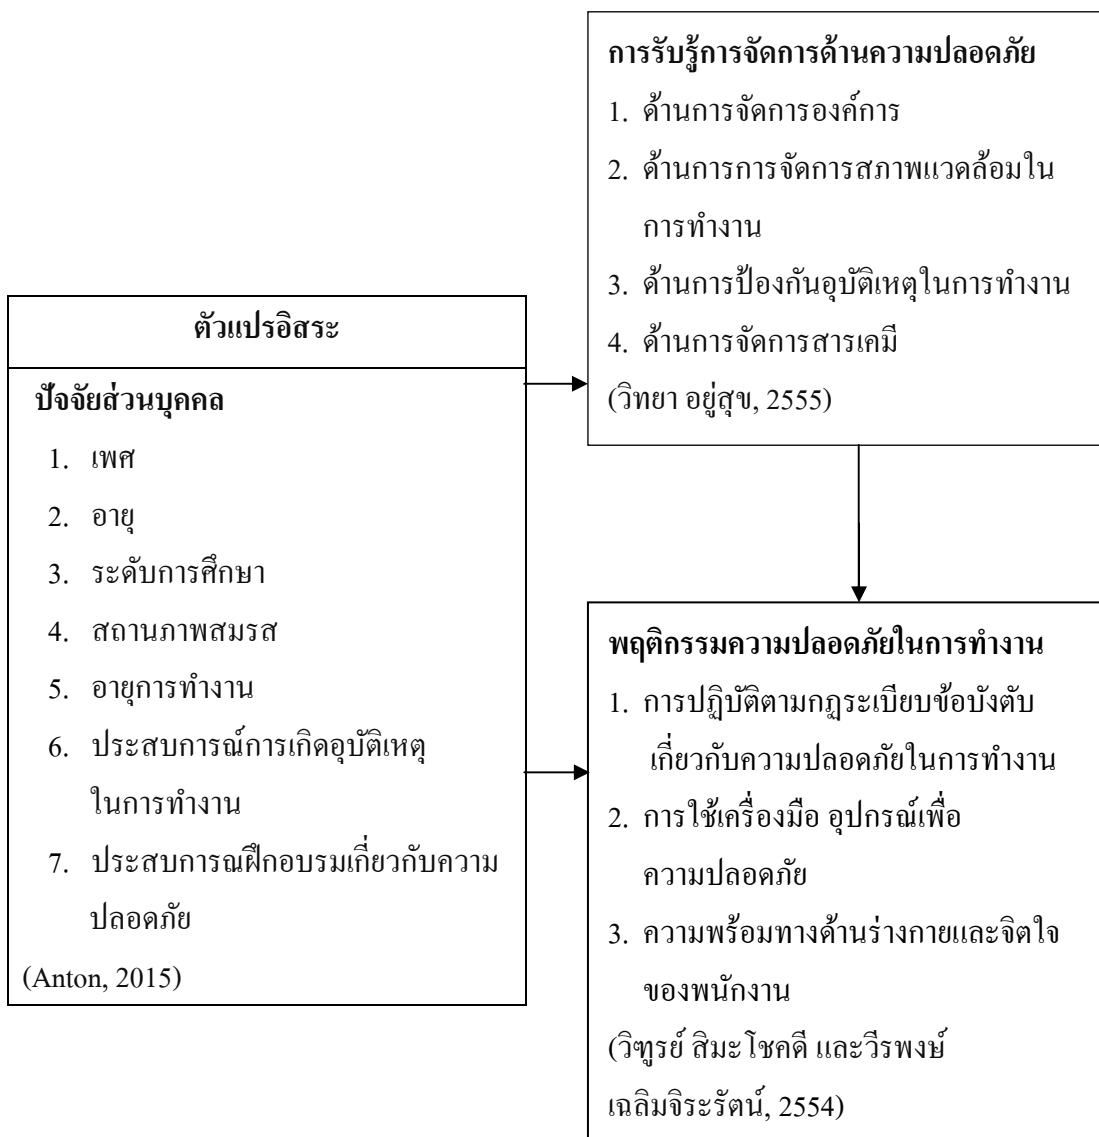 การรับรู้การจัดการด้านความปลอดภัย
1. ด้านการจัดการองค์การ
2. ด้านการการจัดการสภาพแวดล้อมใน
การทำงาน
3. ด้านการป้องกันอุบัติเหตุในการทำงาน
4. ด้านการจัดการสารเคมี
(วิทยา อยู่สุข, 2555)
ตัวแปรอิสระ
ปัจจัยส่วนบุคคล
1. เพศ
2. อายุ
3. ระดับการศึกษา
4. สถานภาพสมรส
5. อายุการทำงาน
6. ประสบการณ์การเกิดอุบัติเหตุ
ในการทำงาน
7. ประสบการณฝึกอบรมเกี่ยวกับความ
ปลอดภัย
(Anton, 2015)
พฤติกรรมความปลอดภัยในการทำงาน
1. การปฏิบัติตามกฎระเบียบข้อบังตับ
เกี่ยวกับความปลอดภัยในการทำงาน
2. การใช้เครื่องมือ อุปกรณ์เพื่อ
ความปลอดภัย
3. ความพร้อมทางด้านร่างกายและจิตใจ
ของพนักงาน
(วิฑูรย์ สิมะโชคดี และวีรพงษ์
เฉลิมจิระรัตน์, 2554)